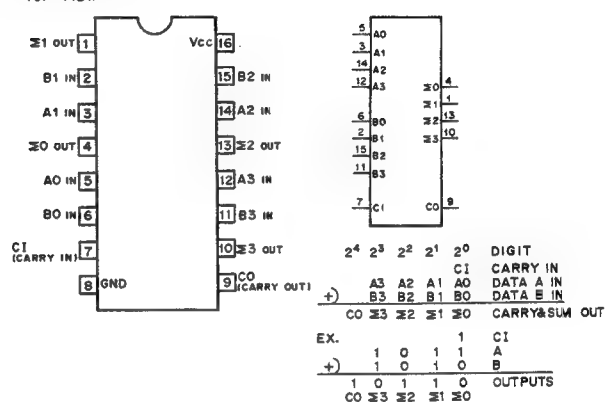 Σ1 OUT 1
B1 IN 2
A1 IN 3
Σ0 OUT 4
A0 IN 5
B0 IN 6
CI 7
(CARRY IN)
8 GND
Vcc 16
15 B2 IN
14 A2 IN
13 Σ2 OUT
12 A3 IN
11 B3 IN
10 Σ3 OUT
9 CO
(CARRY OUT)
5 A0
3 A1
14 A2
12 A3
6 B0
2 B1
15 B2
11 B3
7 CI
Σ0 4
Σ1 1
Σ2 13
Σ3 10
CO 9
2⁴ 2³ 2² 2¹ 2⁰ DIGIT
CI CARRY IN
A3 A2 A1 A0 DATA A IN
+) B3 B2 B1 B0 DATA B IN
CO Σ3 Σ2 Σ1 Σ0 CARRY&SUM OUT
EX. 1 CI
1 0 1 1 A
+) 1 0 1 0 B
1 0 1 1 0 OUTPUTS
CO Σ3 Σ2 Σ1 Σ0